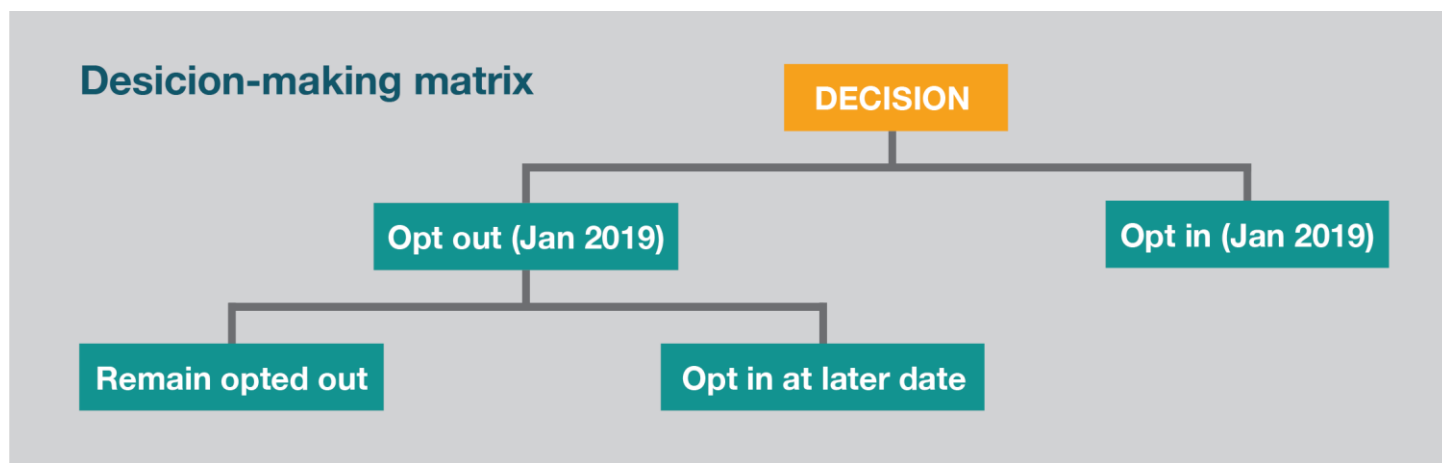 Desicion-making matrix
DECISION
Opt out (Jan 2019)
Opt in (Jan 2019)
Remain opted out
Opt in at later date